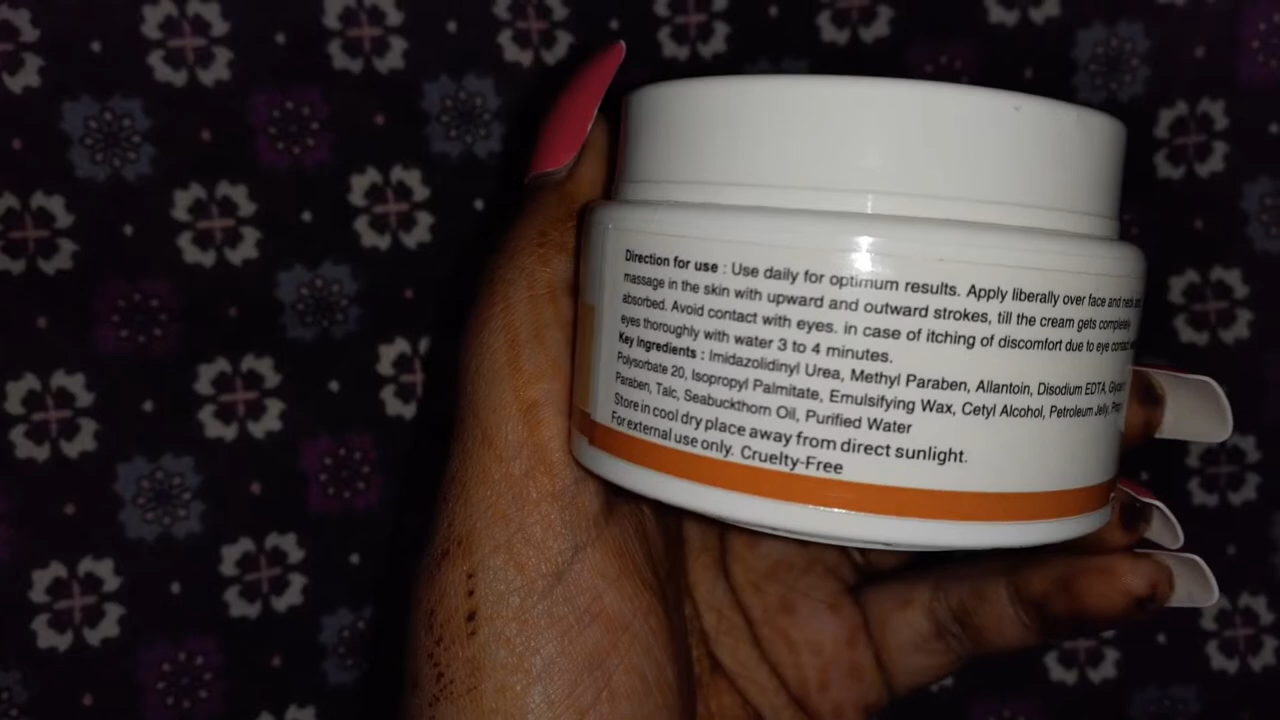 Direction for use : Use daily for optimum results. Apply liberally over face and neck
massage in the skin with upward and outward strokes, till the cream gets completely
absorbed. Avoid contact with eyes. in case of itching of discomfort due to eye contact
eyes thoroughly with water 3 to 4 minutes.
Key Ingredients : Imidazolidinyl Urea, Methyl Paraben, Allantoin, Disodium EDTA,
Polysorbate 20, Isopropyl Palmitate, Emulsifying Wax, Cetyl Alcohol, Petroleum Jelly,
Paraben, Talc, Seabuckthorn Oil, Purified Water
Store in cool dry place away from direct sunlight.
For external use only. Cruelty-Free